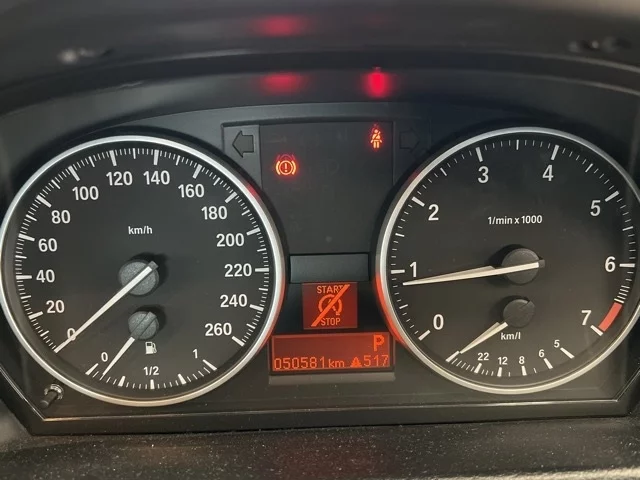 0 20 40 60 80 100 120 140 160 180 200 220 240 260
km/h
0 1/2 1
START
STOP
P
050581km 517
0 1 2 3 4 5 6 7
1/min x 1000
km/l
22 12 8 6 5